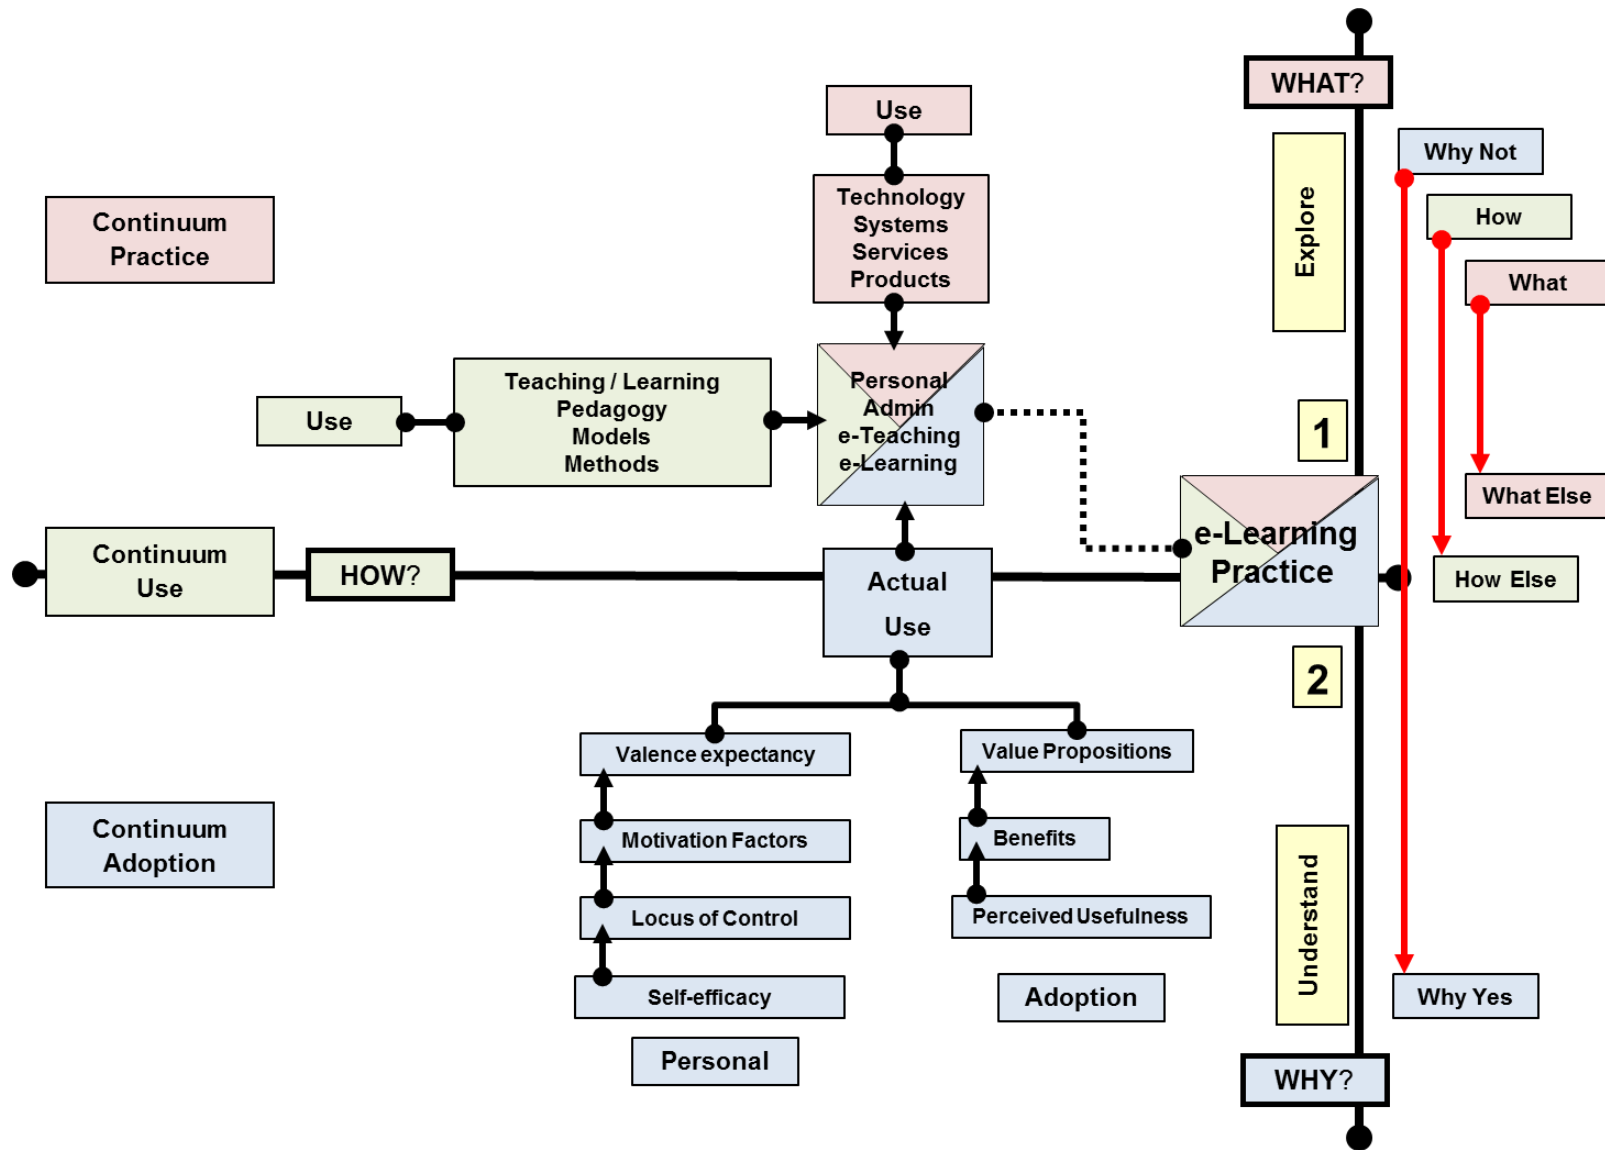 WHAT?
Use
Why Not
Technology
Systems
Services
Products
Continuum
Practice
Explore
How
What
Teaching / Learning
Pedagogy
Models
Methods
Use
Personal
Admin
e-Teaching
e-Learning
1
What Else
e-Learning
Practice
Continuum
Use
HOW?
Actual
Use
How Else
2
Valence expectancy
Value Propositions
Continuum
Adoption
Motivation Factors
Benefits
Locus of Control
Perceived Usefulness
Understand
Self-efficacy
Adoption
Why Yes
Personal
WHY?